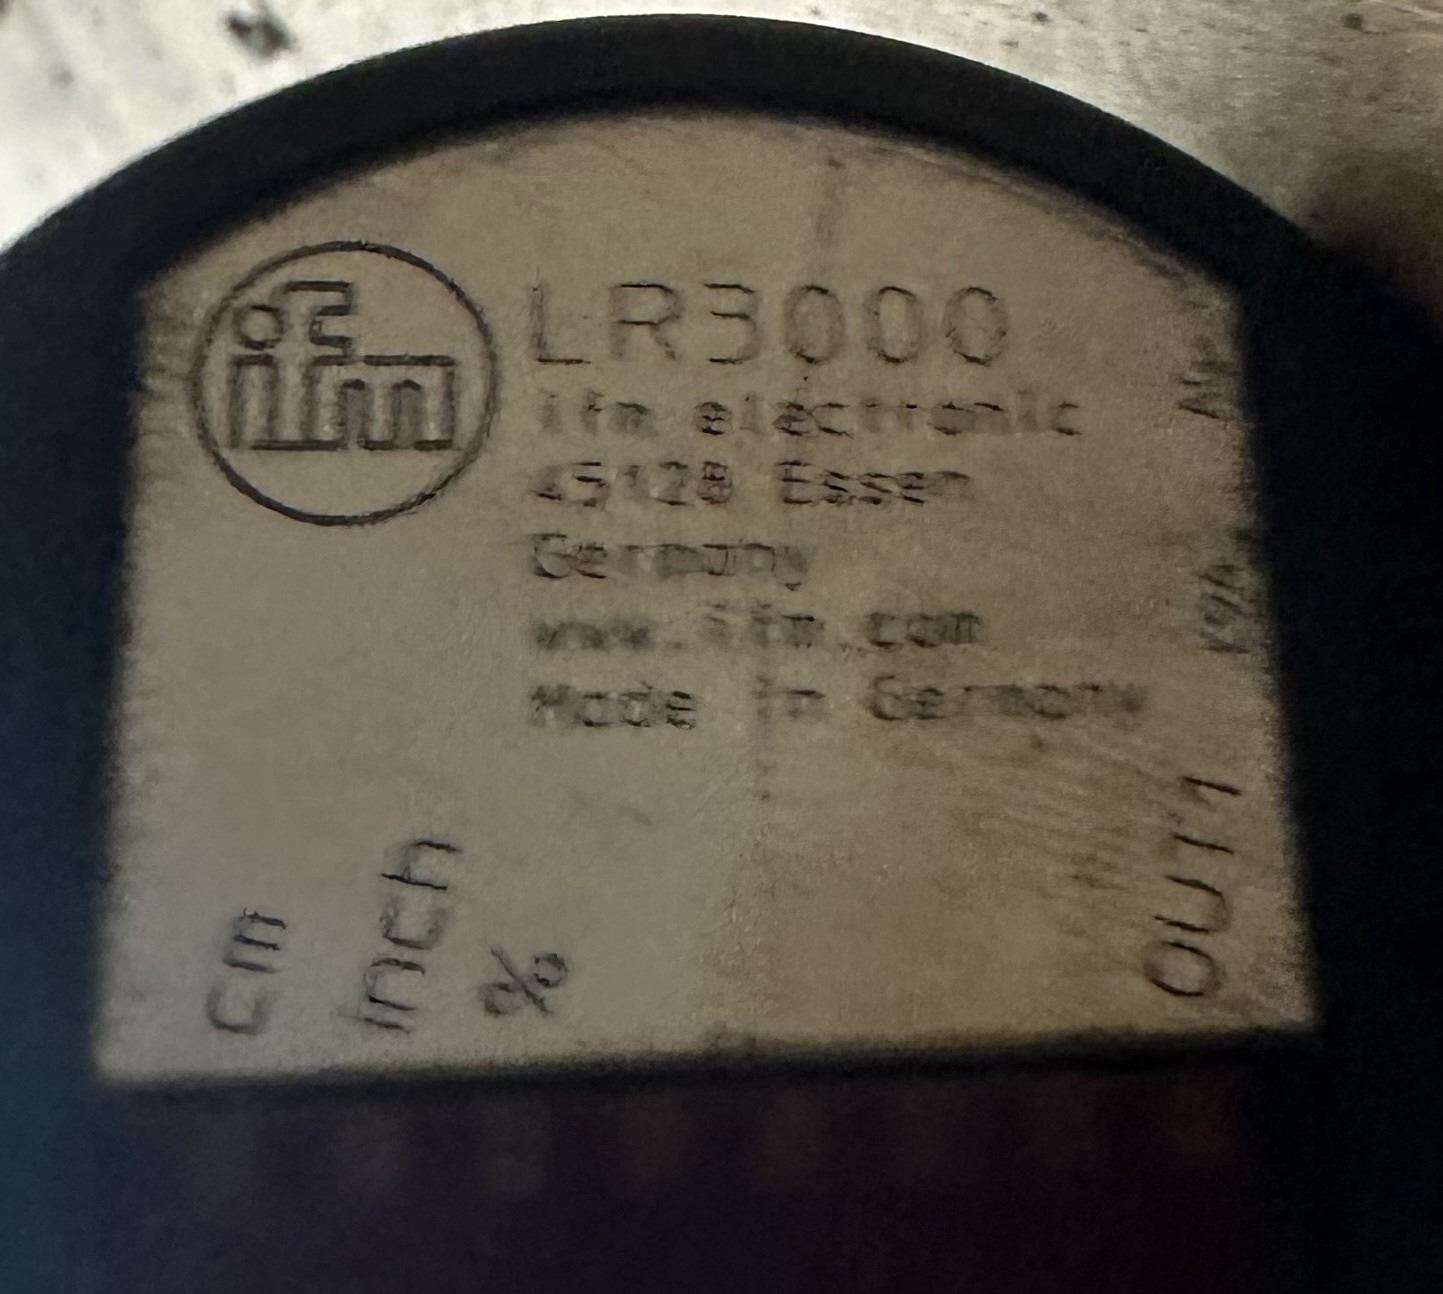 ifm
LR3000
ifm electronic
45128 Essen
Germany
www.ifm.com
Made in Germany
cm
inch
%
OUT1